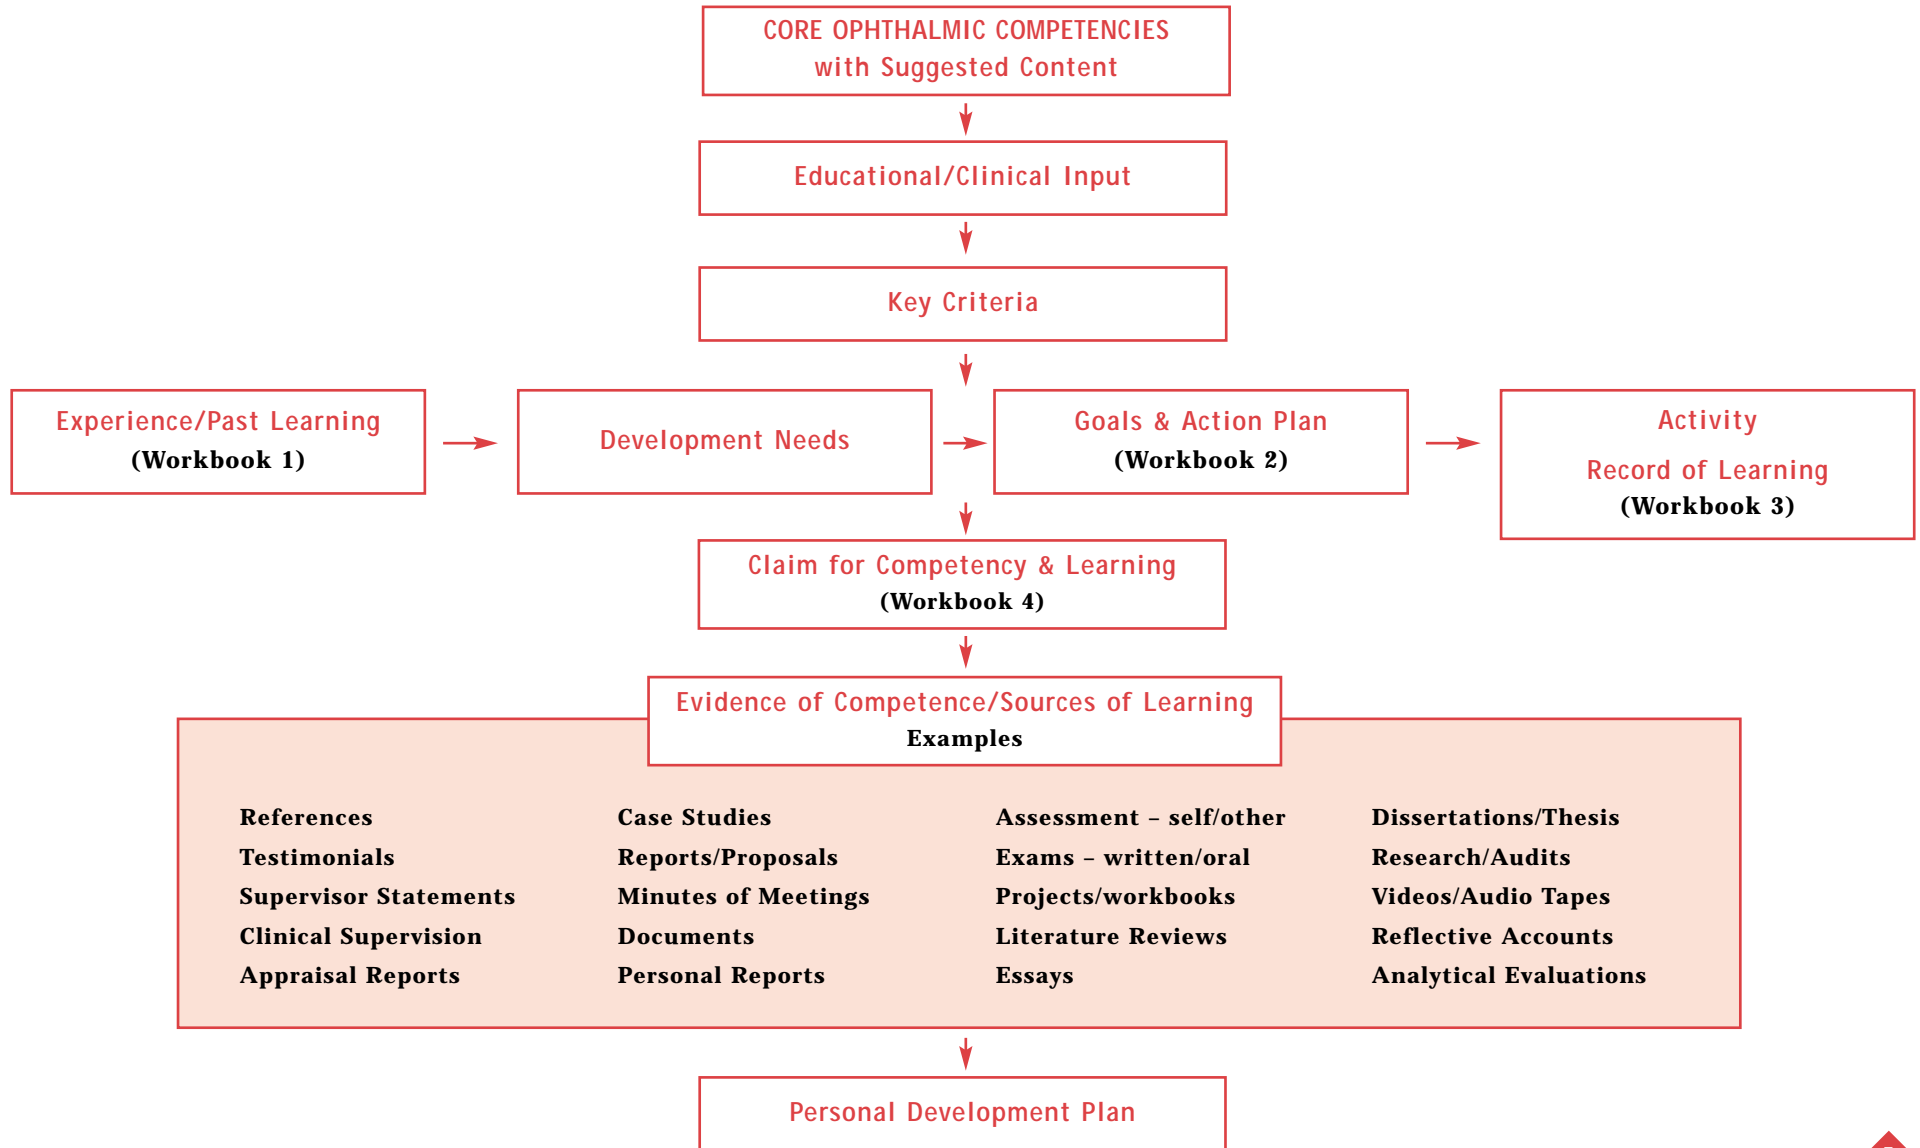 CORE OPHTHALMIC COMPETENCIES
with Suggested Content
Educational/Clinical Input
Key Criteria
Experience/Past Learning
(Workbook 1)
Development Needs
Goals & Action Plan
(Workbook 2)
Activity
Record of Learning
(Workbook 3)
Claim for Competency & Learning
(Workbook 4)
Evidence of Competence/Sources of Learning
Examples
References
Testimonials
Supervisor Statements
Clinical Supervision
Appraisal Reports
Case Studies
Reports/Proposals
Minutes of Meetings
Documents
Personal Reports
Assessment – self/other
Exams – written/oral
Projects/workbooks
Literature Reviews
Essays
Dissertations/Thesis
Research/Audits
Videos/Audio Tapes
Reflective Accounts
Analytical Evaluations
Personal Development Plan